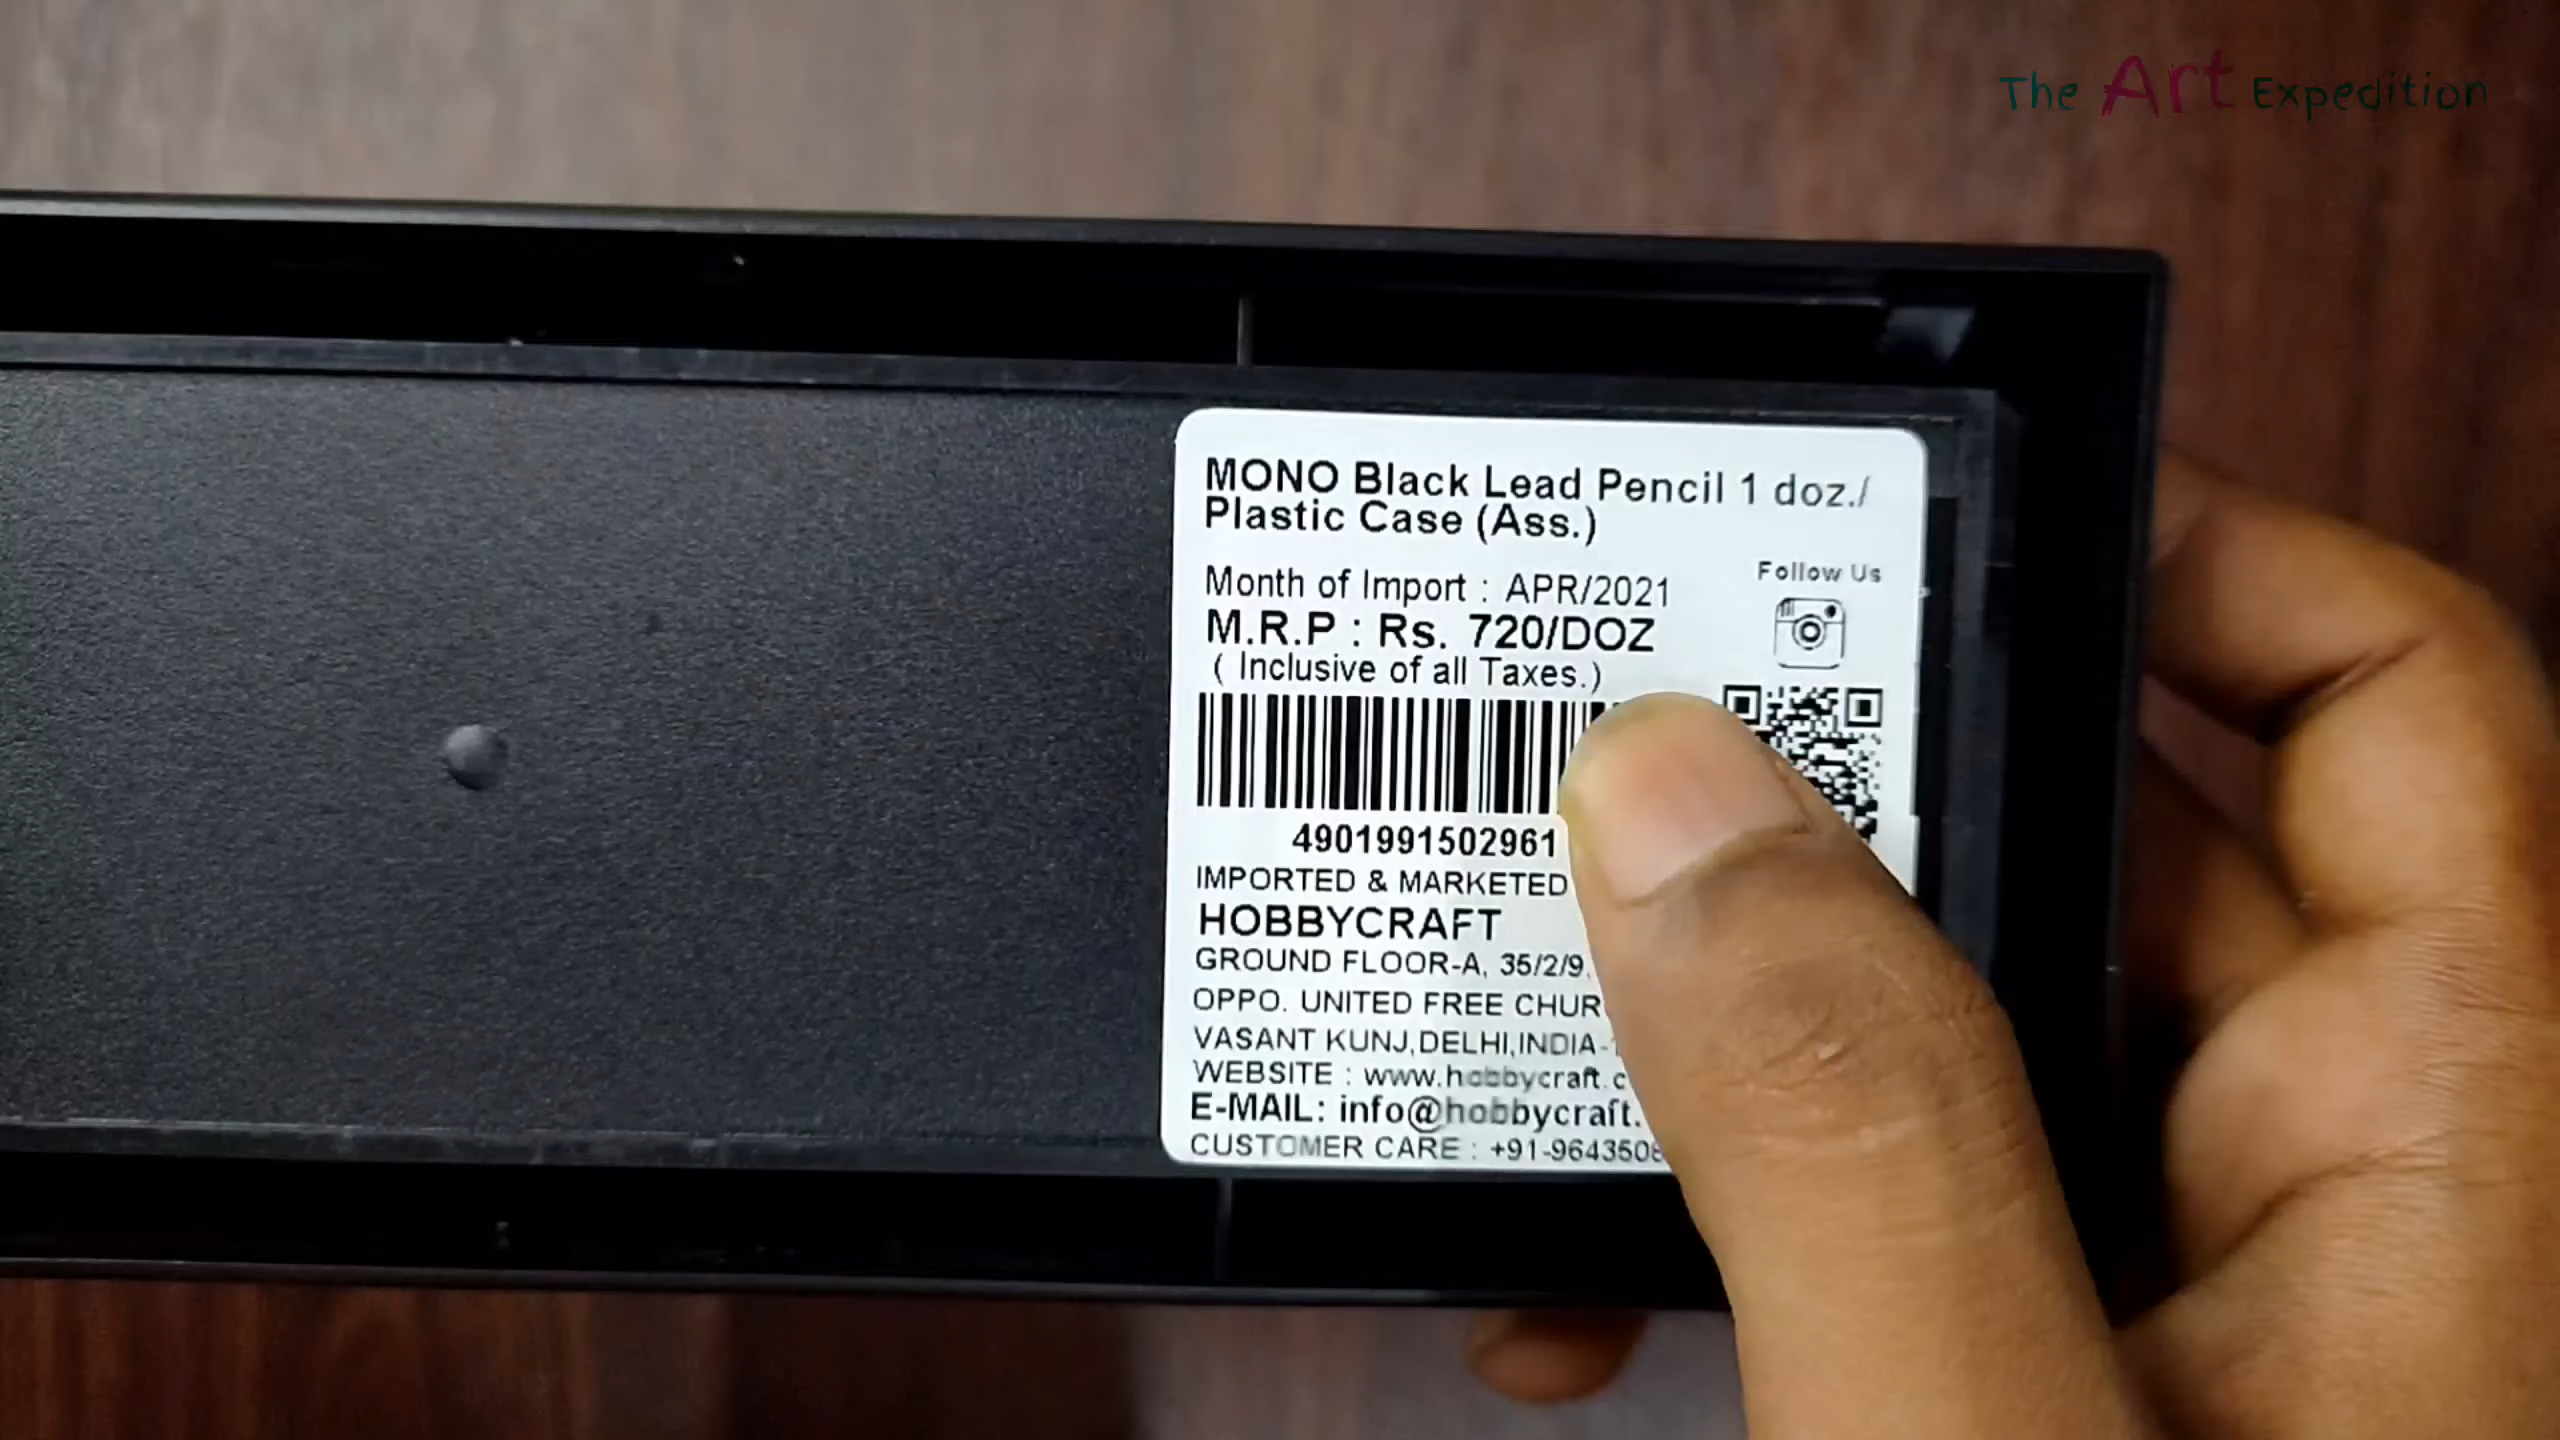 The Art Expedition
MONO Black Lead Pencil 1 doz./
Plastic Case (Ass.)
Month of Import : APR/2021
M.R.P : Rs. 720/DOZ
( Inclusive of all Taxes.)
Follow Us
4901991502961
IMPORTED & MARKETED
HOBBYCRAFT
GROUND FLOOR-A, 35/2/9,
OPPO. UNITED FREE
VASANT KUNJ,DELHI,INDIA-
WEBSITE : www.hobbycraft.c
E-MAIL: info@hobbycraft.
CUSTOMER CARE : +91-964350